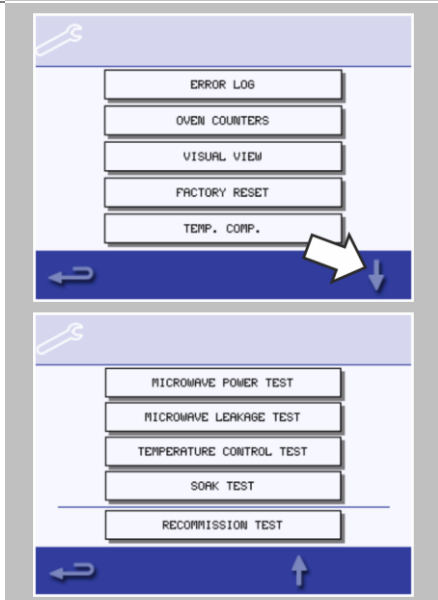 ERROR LOG
OVEN COUNTERS
VISUAL VIEW
FACTORY RESET
TEMP. COMP.
MICROWAVE POWER TEST
MICROWAVE LEAKAGE TEST
TEMPERATURE CONTROL TEST
SOAK TEST
RECOMMISSION TEST